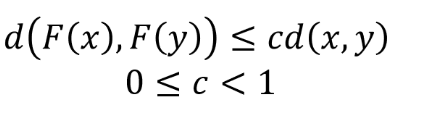 d(F(x), F(y)) ≤ cd(x, y)
0 ≤ c < 1